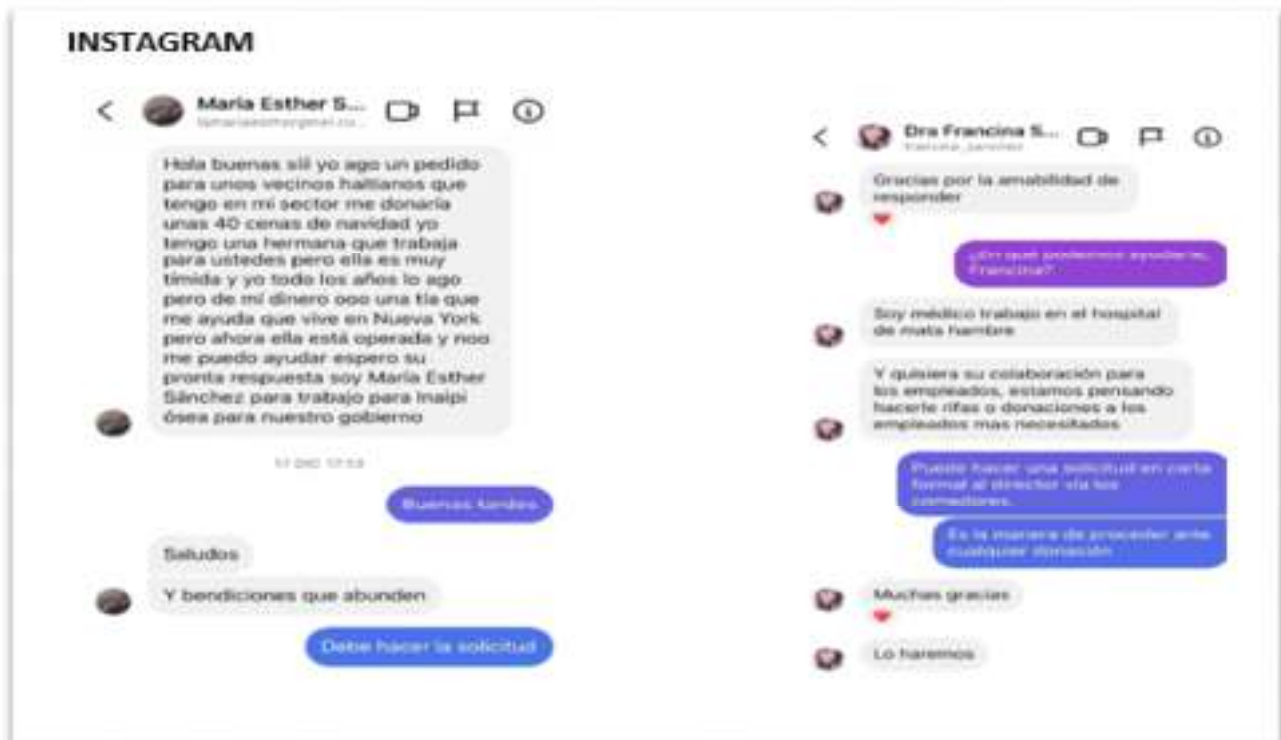 INSTAGRAM
Maria Esther S...
Hola buenas siii yo ago un pedido
para unos vecinos haitianos que
tengo en mi sector me donaría
unas 40 cenas de navidad yo
tengo una hermana que trabaja
para ustedes pero ella es muy
tímida y yo todo los años lo ago
pero de mi dinero ooo una tía que
me ayuda que vive en Nueva York
pero ahora ella está operada y noo
me puedo ayudar espero su
pronta respuesta soy María Esther
Sánchez para trabajo para Inaipi
ósea para nuestro gobierno
Buenas tardes
Saludos
Y bendiciones que abunden
Debe hacer la solicitud
Dra Francina S...
Gracias por la amabilidad de
responder
¿En qué podemos ayudarle,
Francina?
Soy médico trabajo en el hospital
de mata hambre
Y quisiera su colaboración para
los empleados, estamos pensando
hacerle rifas o donaciones a los
empleados mas necesitados
Puede hacer una solicitud en carta
formal al director vía los
comedores.
Es la manera de proceder ante
cualquier donación
Muchas gracias
Lo haremos